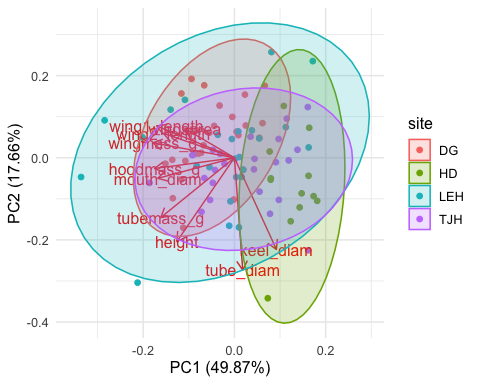 0.2
0.0
-0.2
-0.4
PC2 (17.66%)
wingmass_g
hoodmass_g
mouth_diam
tubemass_g
height
keel_diam
tube_diam
-0.2
0.0
0.2
PC1 (49.87%)
site
DG
HD
LEH
TJH